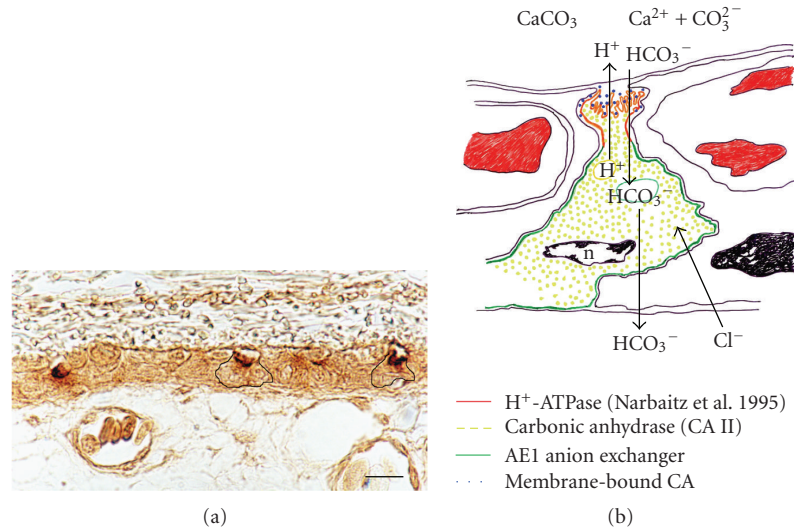 CaCO₃ Ca²⁺ + CO₃²⁻
H⁺ HCO₃⁻
H⁺
HCO₃⁻
n
HCO₃⁻ Cl⁻
H⁺-ATPase (Narbaitz et al. 1995)
Carbonic anhydrase (CA II)
AE1 anion exchanger
Membrane-bound CA
(a) (b)